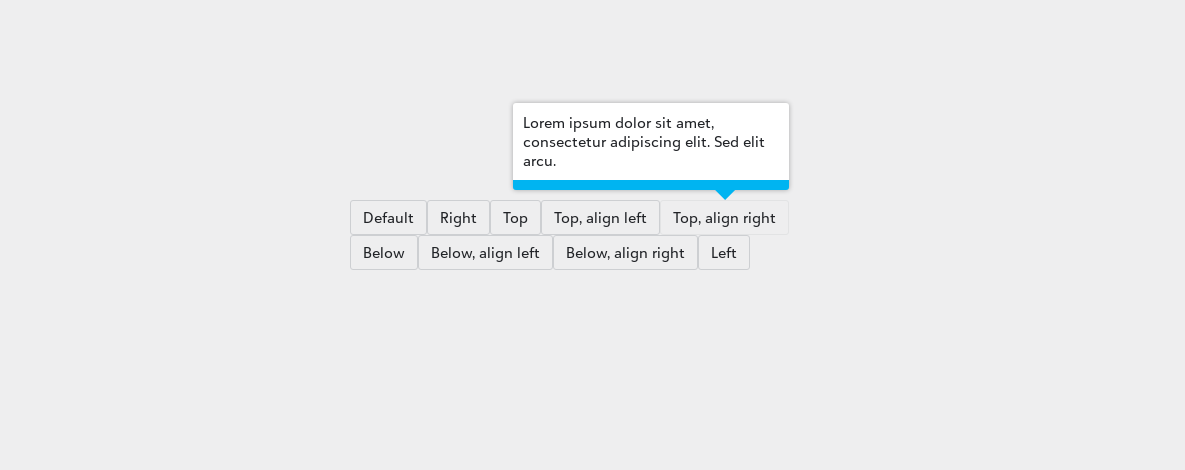 Lorem ipsum dolor sit amet,
consectetur adipiscing elit. Sed elit
arcu.
Default Right Top Top, align left Top, align right
Below Below, align left Below, align right Left